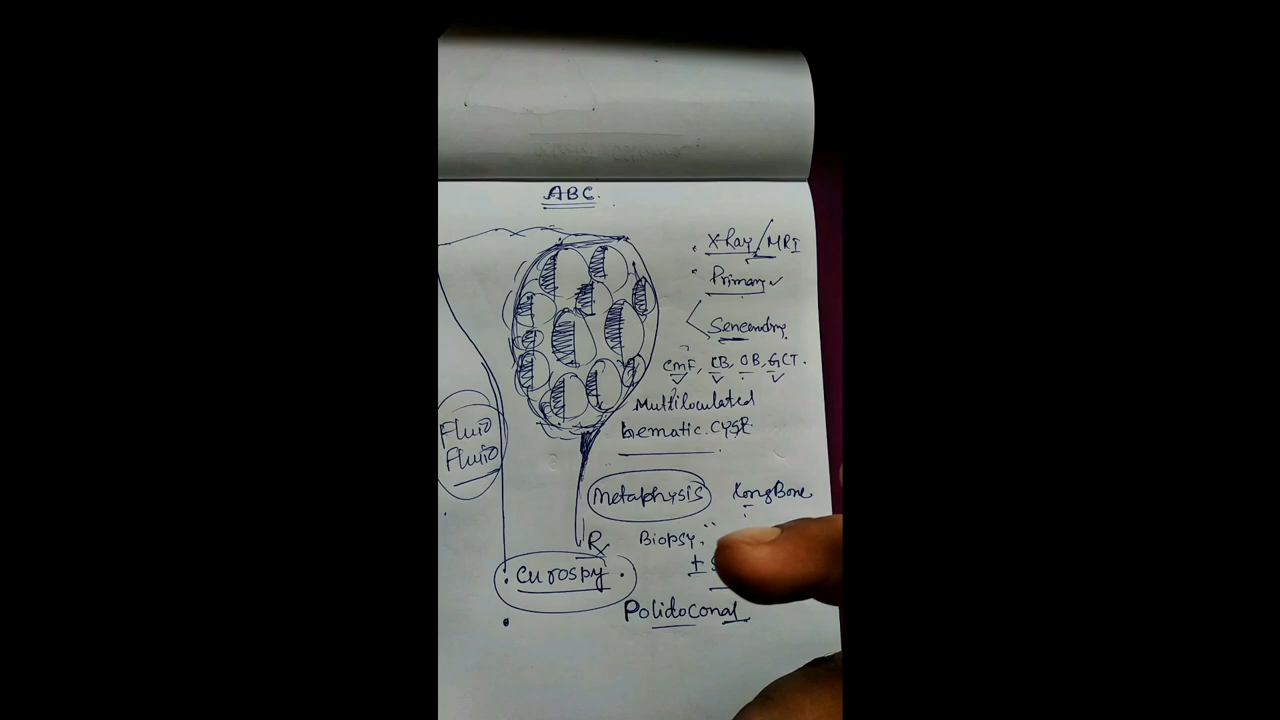 ABC.
X-Ray/MRI
Primary
Sencendry.
CMF, CB, OB, GCT.
Multiloculated
hematic. CYST.
Fluid
Fluid
Metaphysis Long Bone
Rx Biopsy.
Curospy.
+ S
Polidoconal